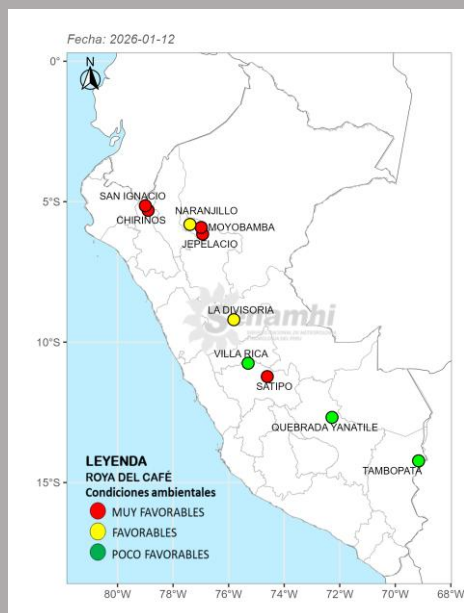 Fecha: 2026-01-12
N
0°
5°S
10°S
15°S
SAN IGNACIO
CHIRINOS
NARANJILLO
MOYOBAMBA
JEPELACIO
LA DIVISORIA
Senamhi
VILLA RICA
SATIPO
QUEBRADA YANATILE
TAMBOPATA
LEYENDA
ROYA DEL CAFÉ
Condiciones ambientales
MUY FAVORABLES
FAVORABLES
POCO FAVORABLES
80°W 78°W 76°W 74°W 72°W 70°W 68°W